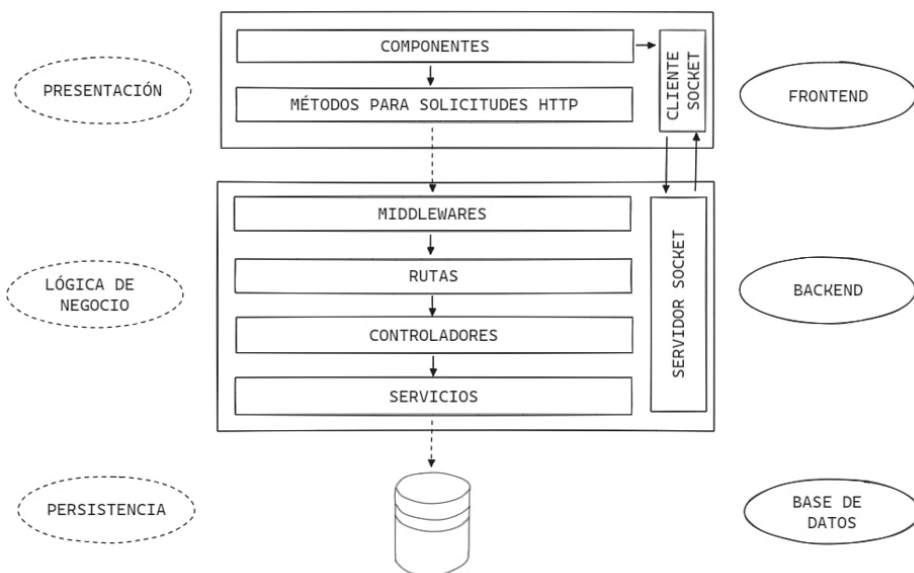 COMPONENTES
CLIENTE
SOCKET
PRESENTACIÓN
MÉTODOS PARA SOLICITUDES HTTP
FRONTEND
MIDDLEWARES
RUTAS
SERVIDOR SOCKET
LÓGICA DE
NEGOCIO
BACKEND
CONTROLADORES
SERVICIOS
PERSISTENCIA
BASE DE
DATOS